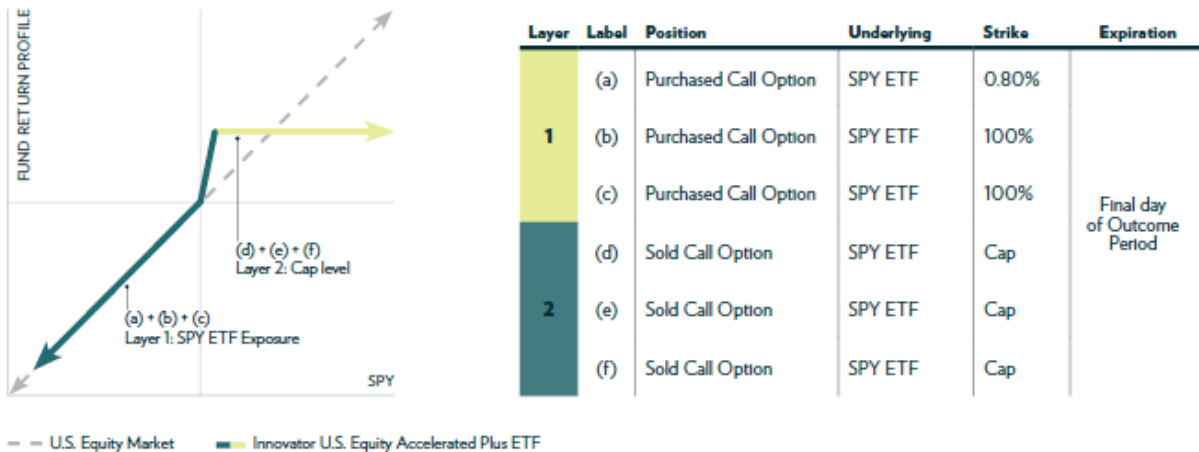 FUND RETURN PROFILE
(d) + (e) + (f)
Layer 2: Cap level
(a) + (b) + (c)
Layer 1: SPY ETF Exposure
SPY
U.S. Equity Market
Innovator U.S. Equity Accelerated Plus ETF
Layer Label Position Underlying Strike Expiration
1
(a) Purchased Call Option SPY ETF 0.80%
(b) Purchased Call Option SPY ETF 100%
(c) Purchased Call Option SPY ETF 100%
2
(d) Sold Call Option SPY ETF Cap
(e) Sold Call Option SPY ETF Cap
(f) Sold Call Option SPY ETF Cap
Final day
of Outcome
Period